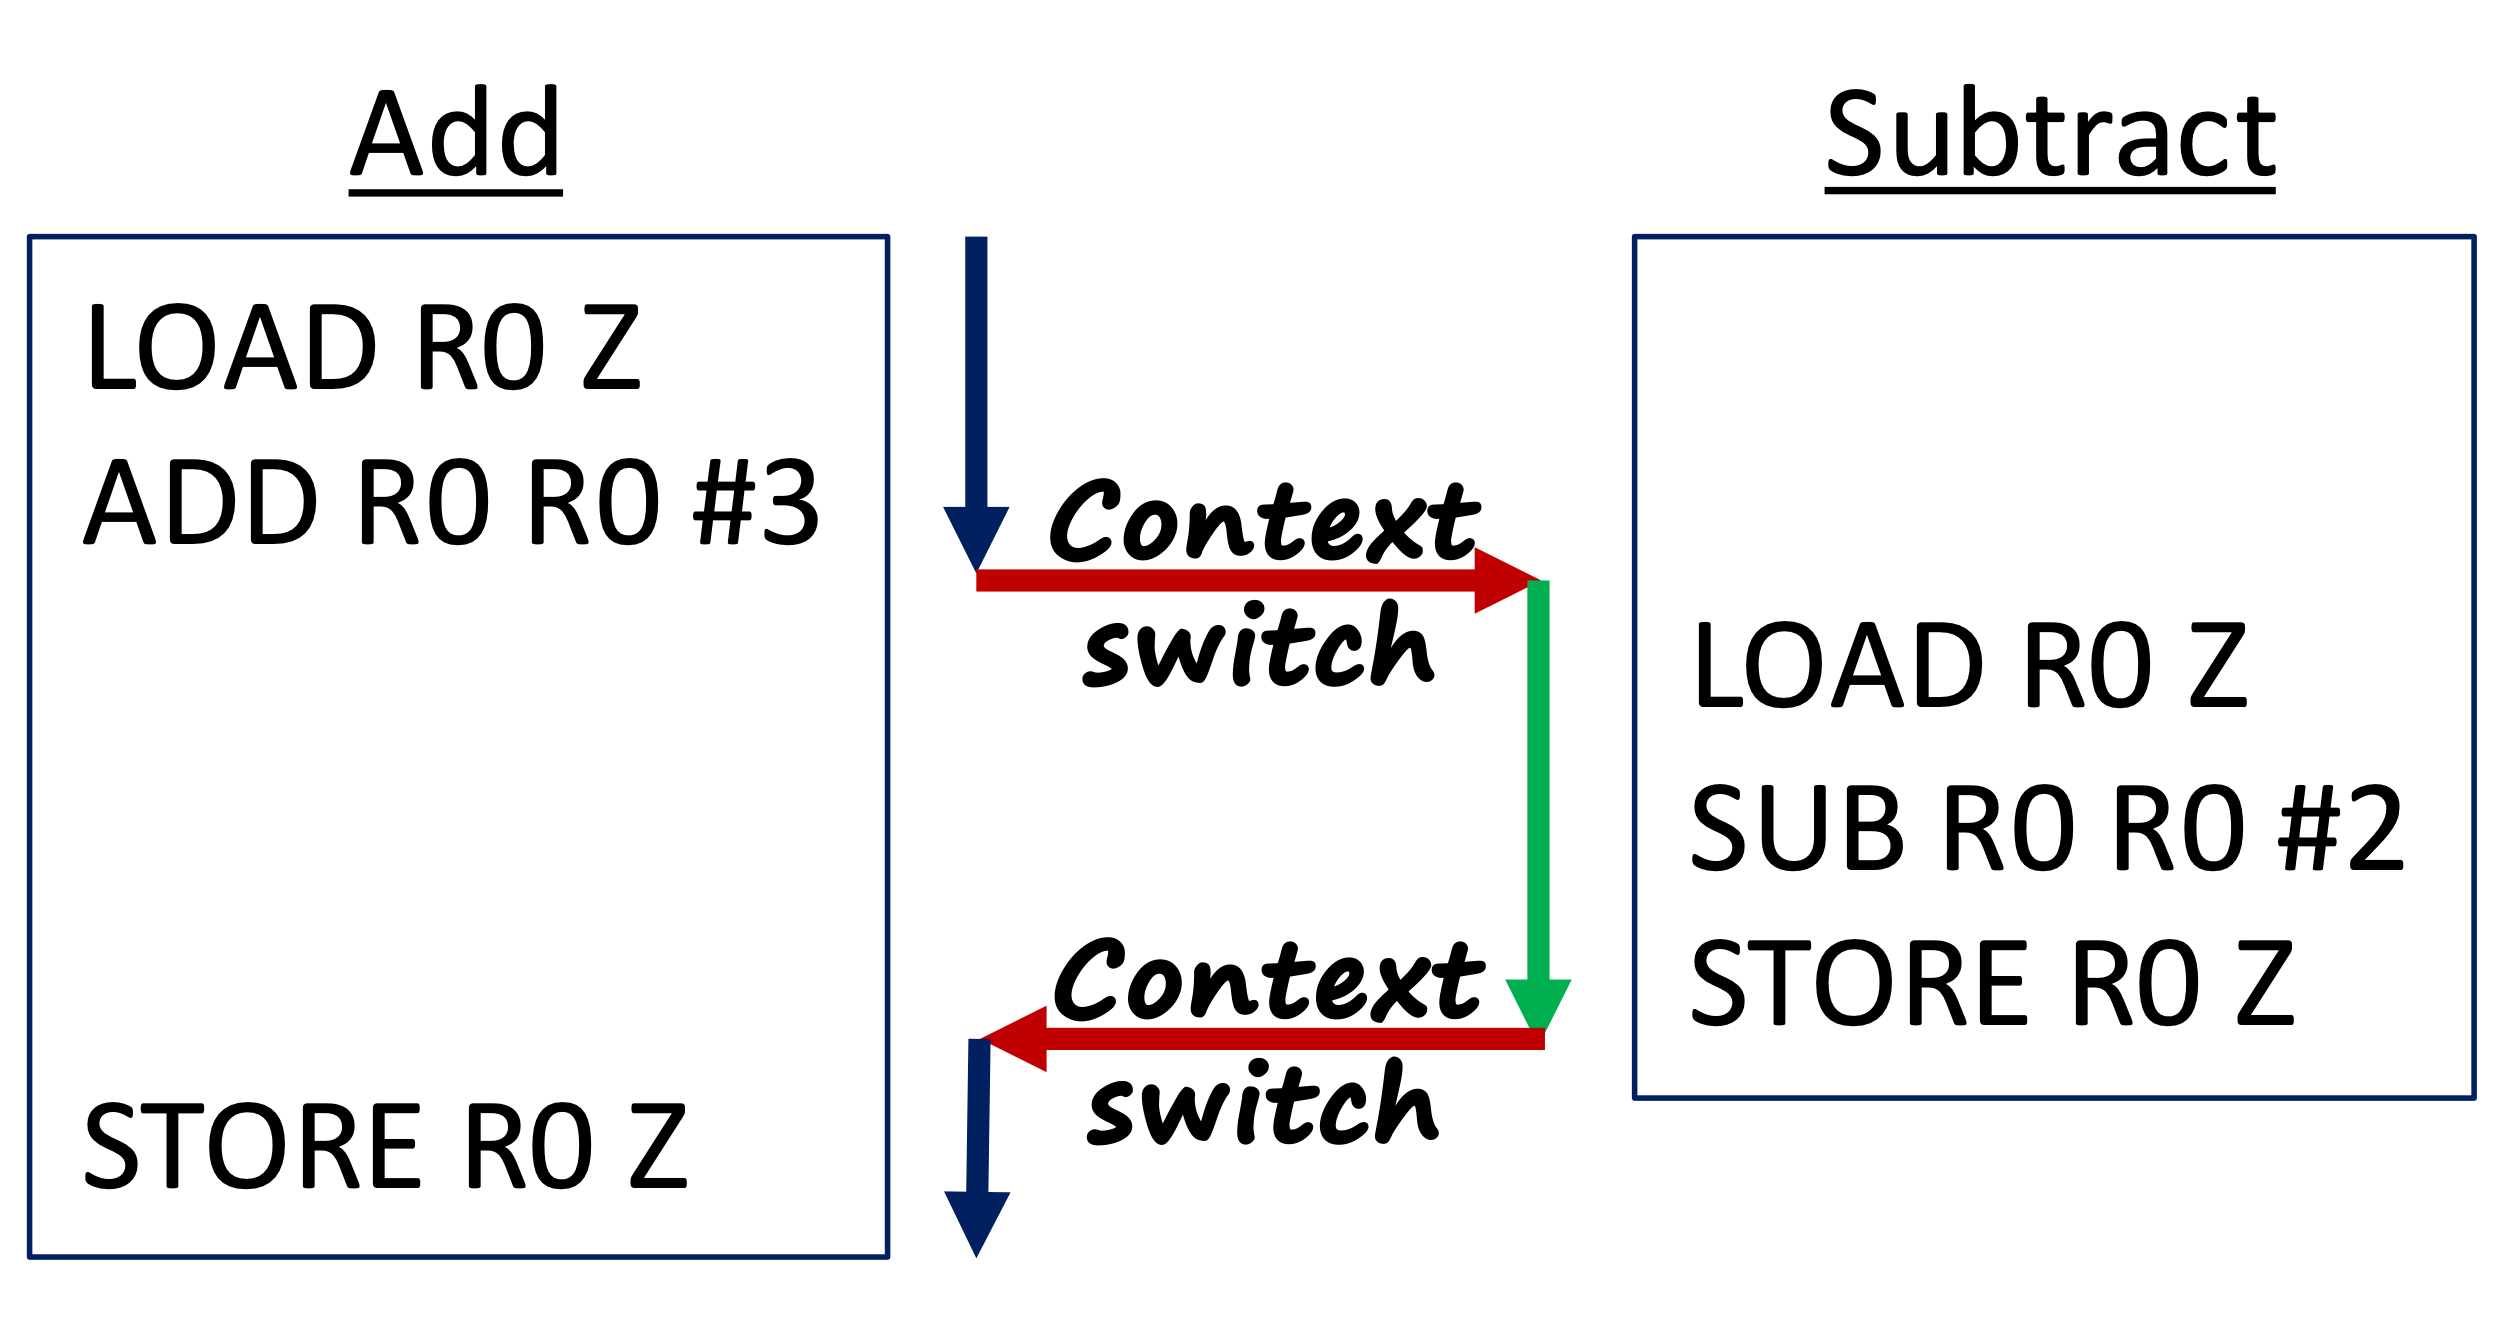 Add
LOAD R0 Z
ADD R0 R0 #3
STORE R0 Z
Context
switch
Context
switch
Subtract
LOAD R0 Z
SUB R0 R0 #2
STORE R0 Z